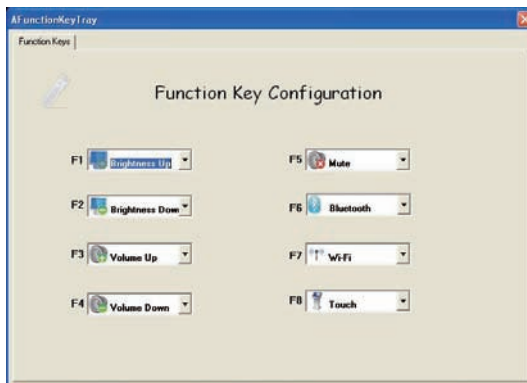 AFunctionKeyTray
Function Keys
Function Key Configuration
F1 Brightness Up
F5 Mute
F2 Brightness Down
F6 Bluetooth
F3 Volume Up
F7 Wi-Fi
F4 Volume Down
F8 Touch